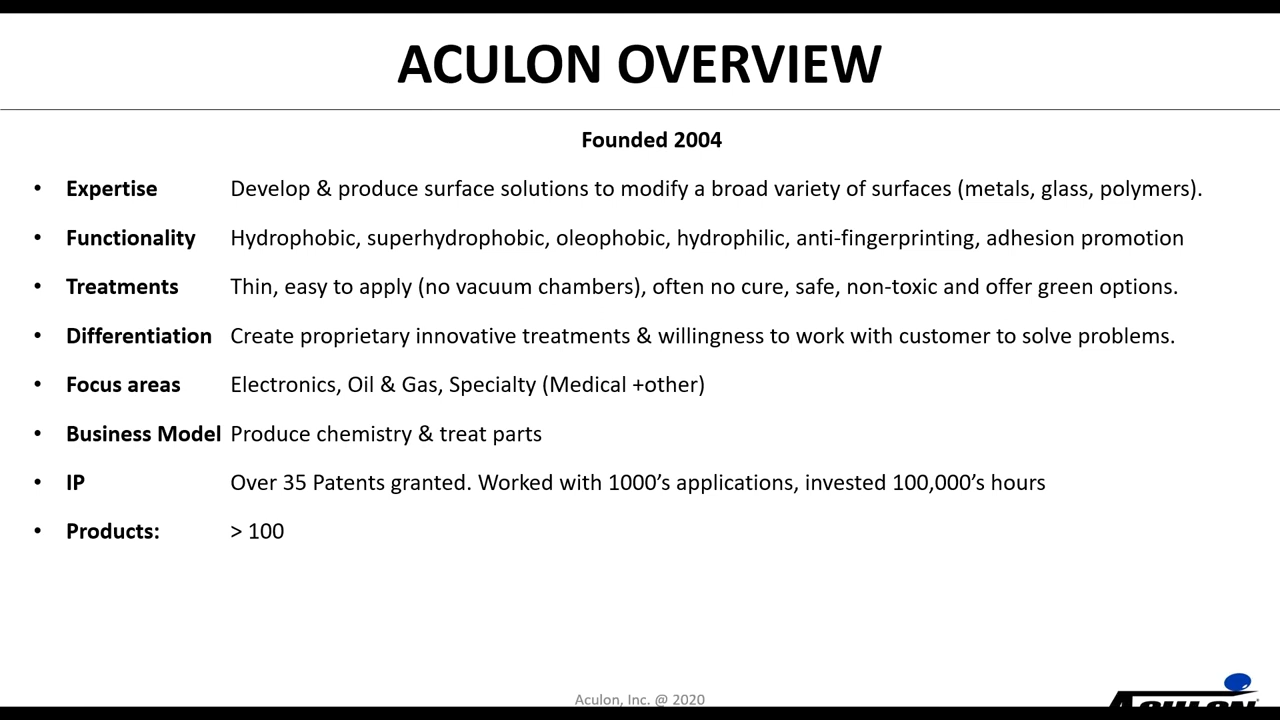 ACULON OVERVIEW
Founded 2004
• Expertise Develop & produce surface solutions to modify a broad variety of surfaces (metals, glass, polymers).
• Functionality Hydrophobic, superhydrophobic, oleophobic, hydrophilic, anti-fingerprinting, adhesion promotion
• Treatments Thin, easy to apply (no vacuum chambers), often no cure, safe, non-toxic and offer green options.
• Differentiation Create proprietary innovative treatments & willingness to work with customer to solve problems.
• Focus areas Electronics, Oil & Gas, Specialty (Medical +other)
• Business Model Produce chemistry & treat parts
• IP Over 35 Patents granted. Worked with 1000’s applications, invested 100,000’s hours
• Products: > 100
Aculon, Inc. @ 2020
ACULON